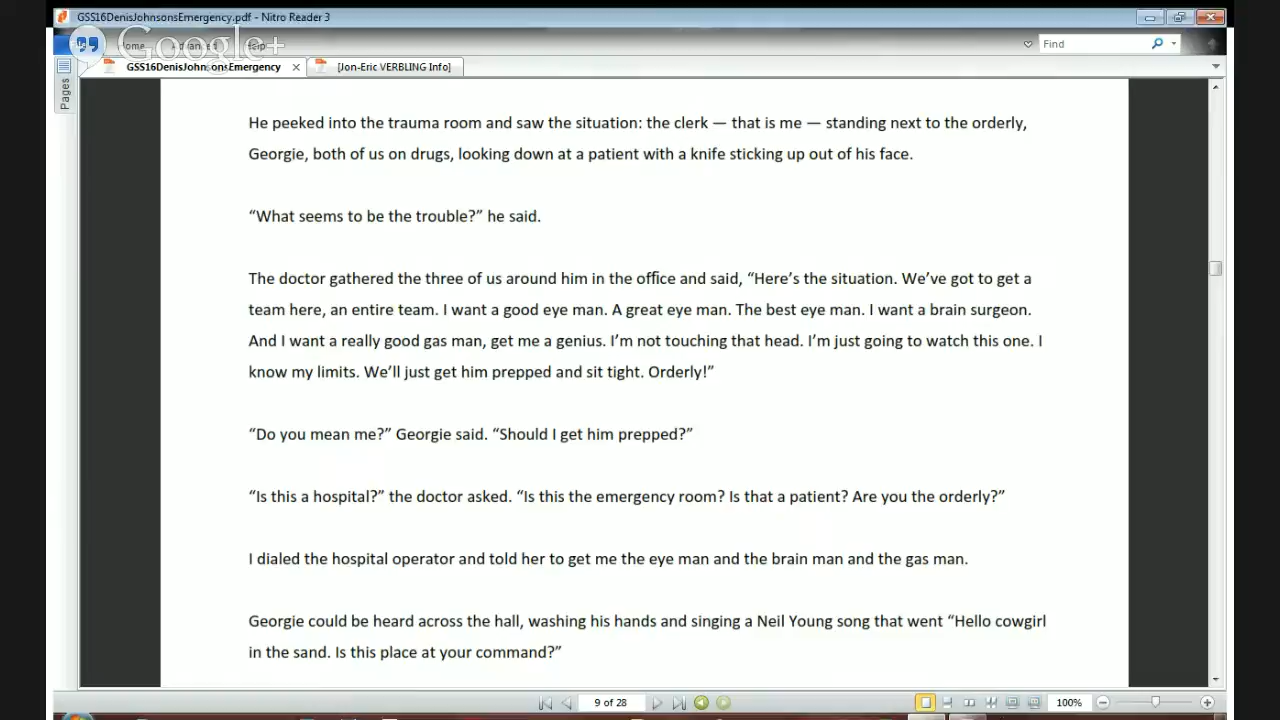 GSS16DenisJohnsonsEmergency.pdf - Nitro Reader 3
Google+
Find
GSS16DenisJohnsonsEmergency
[Jon-Eric VERBLING Info]
Pages
He peeked into the trauma room and saw the situation: the clerk — that is me — standing next to the orderly,
Georgie, both of us on drugs, looking down at a patient with a knife sticking up out of his face.
“What seems to be the trouble?” he said.
The doctor gathered the three of us around him in the office and said, “Here’s the situation. We’ve got to get a
team here, an entire team. I want a good eye man. A great eye man. The best eye man. I want a brain surgeon.
And I want a really good gas man, get me a genius. I’m not touching that head. I’m just going to watch this one. I
know my limits. We’ll just get him prepped and sit tight. Orderly!”
“Do you mean me?” Georgie said. “Should I get him prepped?”
“Is this a hospital?” the doctor asked. “Is this the emergency room? Is that a patient? Are you the orderly?”
I dialed the hospital operator and told her to get me the eye man and the brain man and the gas man.
Georgie could be heard across the hall, washing his hands and singing a Neil Young song that went “Hello cowgirl
in the sand. Is this place at your command?”
9 of 28
100%